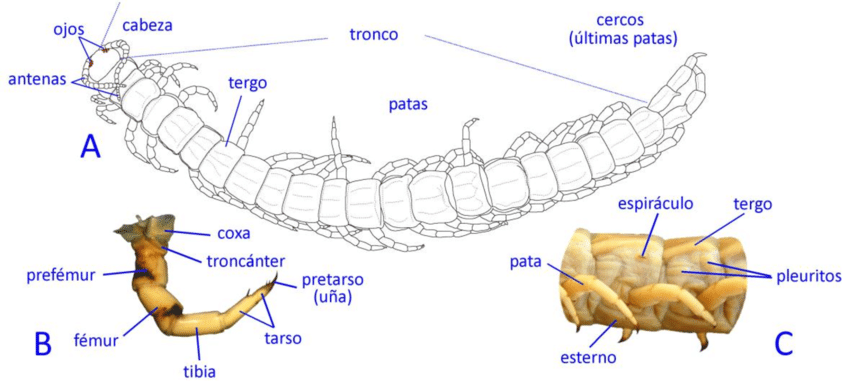 ojos
cabeza
antenas
tronco
cercos
(últimas patas)
tergo
patas
A
coxa
troncánter
prefémur
pretarso
(uña)
fémur
tarso
tibia
B
espiráculo
tergo
pata
pleuritos
esterno
C